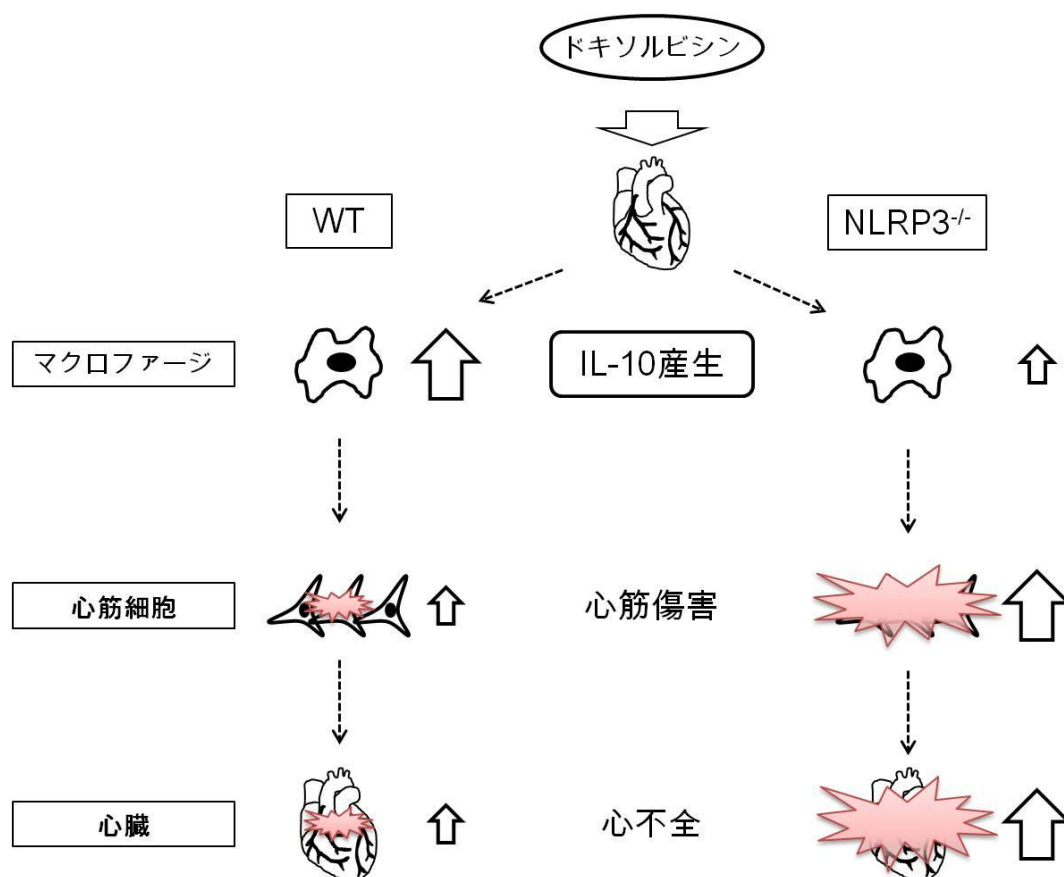 ドキソルビシン
WT
NLRP3-/-
マクロファージ
IL-10産生
心筋細胞
心筋傷害
心臓
心不全